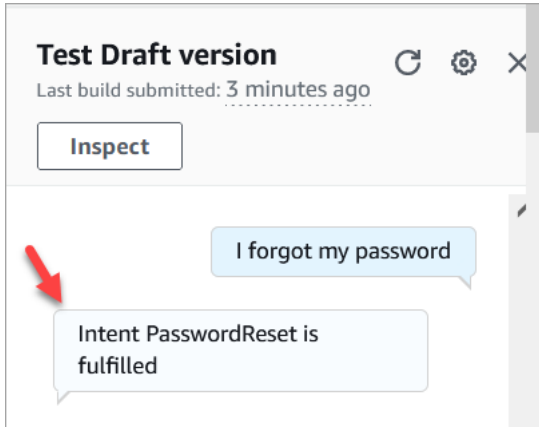 Test Draft version
Last build submitted: 3 minutes ago
Inspect
I forgot my password
Intent PasswordReset is
fulfilled